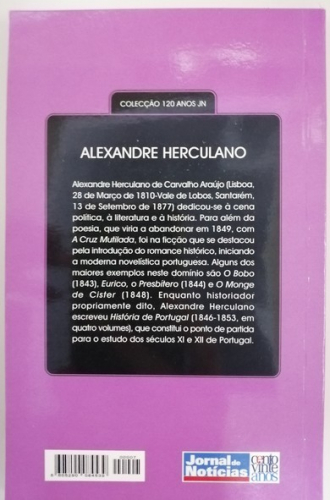 COLECÇÃO 120 ANOS JN
ALEXANDRE HERCULANO
Alexandre Herculano de Carvalho Araújo (Lisboa,
28 de Março de 1810-Vale de Lobos, Santarém,
13 de Setembro de 1877) dedicou-se à cena
política, à literatura e à história. Para além da
poesia, que viria a abandonar em 1849, com
A Cruz Mutilada, foi na ficção que se destacou
pela introdução do romance histórico, iniciando
a moderna novelística portuguesa. Alguns dos
maiores exemplos neste domínio são O Bobo
(1843), Eurico, o Presbítero (1844) e O Monge
de Cister (1848). Enquanto historiador
propriamente dito, Alexandre Herculano
escreveu História de Portugal (1846-1853, em
quatro volumes), que constitui o ponto de partida
para o estudo dos séculos XI e XII de Portugal.
Jornal de
Notícias
cento
vinte
anos